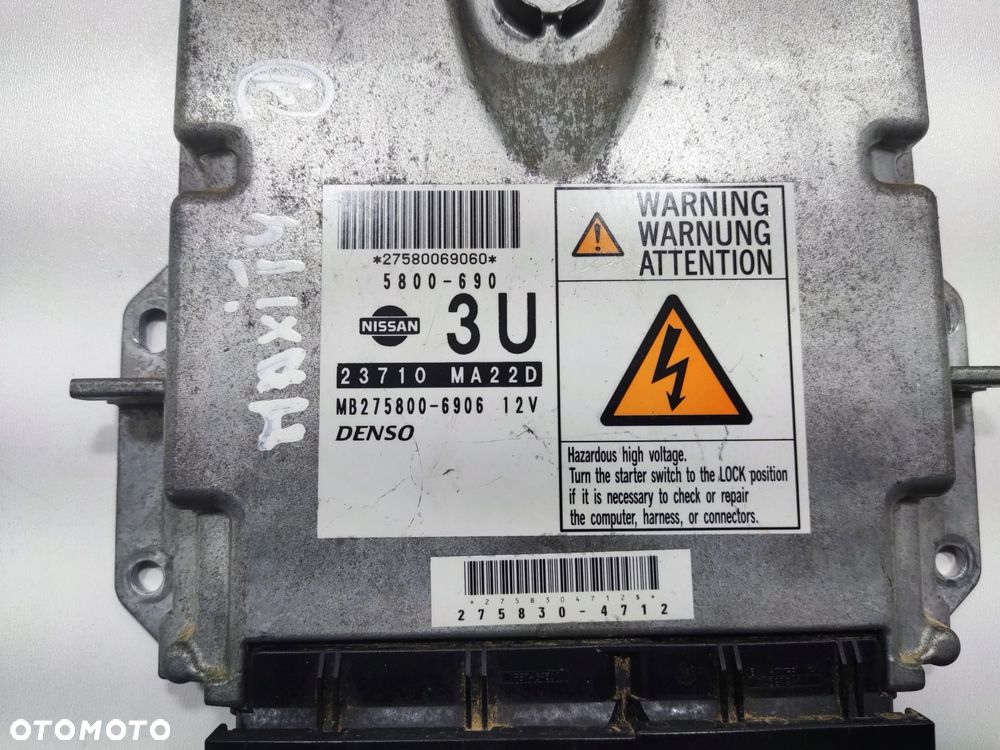 P
MAXiTy
*27580069060*
5800-690
NISSAN
3U
23710 MA22D
MB275800-6906 12V
DENSO
WARNING
WARNUNG
ATTENTION
Hazardous high voltage.
Turn the starter switch to the LOCK position
if it is necessary to check or repair
the computer, harness, or connectors.
275830-4712
OTOMOTO